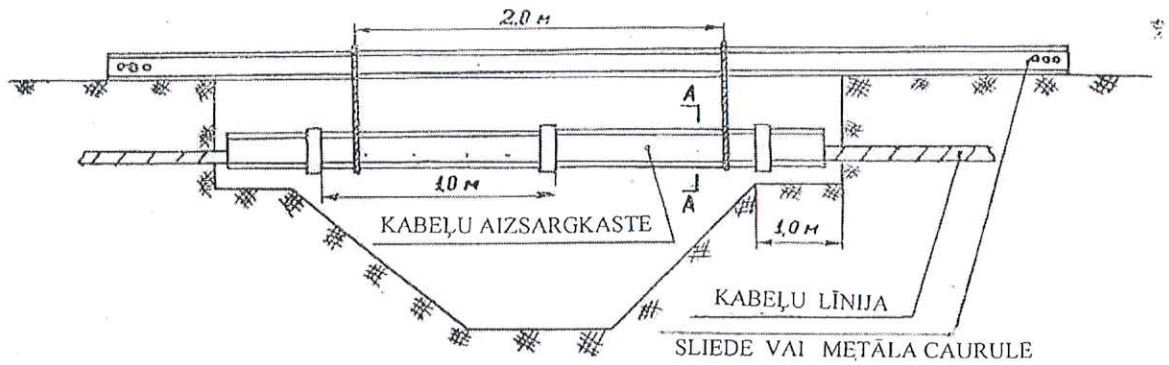 2,0 м
A
1,0 м
A
KABEĻU AIZSARGKASTE
1,0 м
KABEĻU LĪNIJA
SLIEDE VAI METĀLA CAURULE